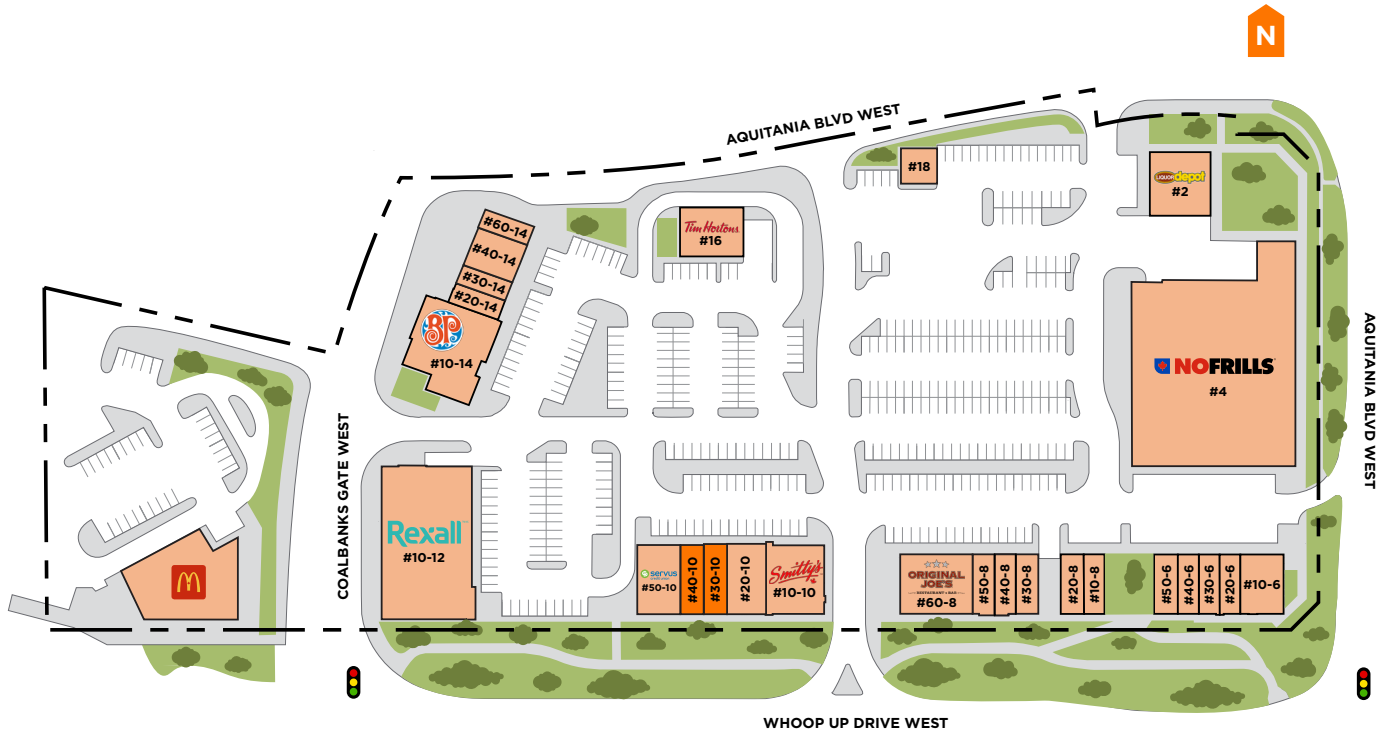 N
AQUITANIA BLVD WEST
#18
LIQUOR depot
#2
#60-14
#40-14
#30-14
#20-14
BP
#10-14
Tim Hortons
#16
NOFRILLS
#4
AQUITANIA BLVD WEST
COALBANKS GATE WEST
Rexall
#10-12
servus
credit union
#50-10
#40-10
#30-10
#20-10
Smitty's
#10-10
ORIGINAL
JOE'S
RESTAURANT & BAR
#60-8
#50-8
#40-8
#30-8
#20-8
#10-8
#50-6
#40-6
#30-6
#20-6
#10-6
WHOOP UP DRIVE WEST